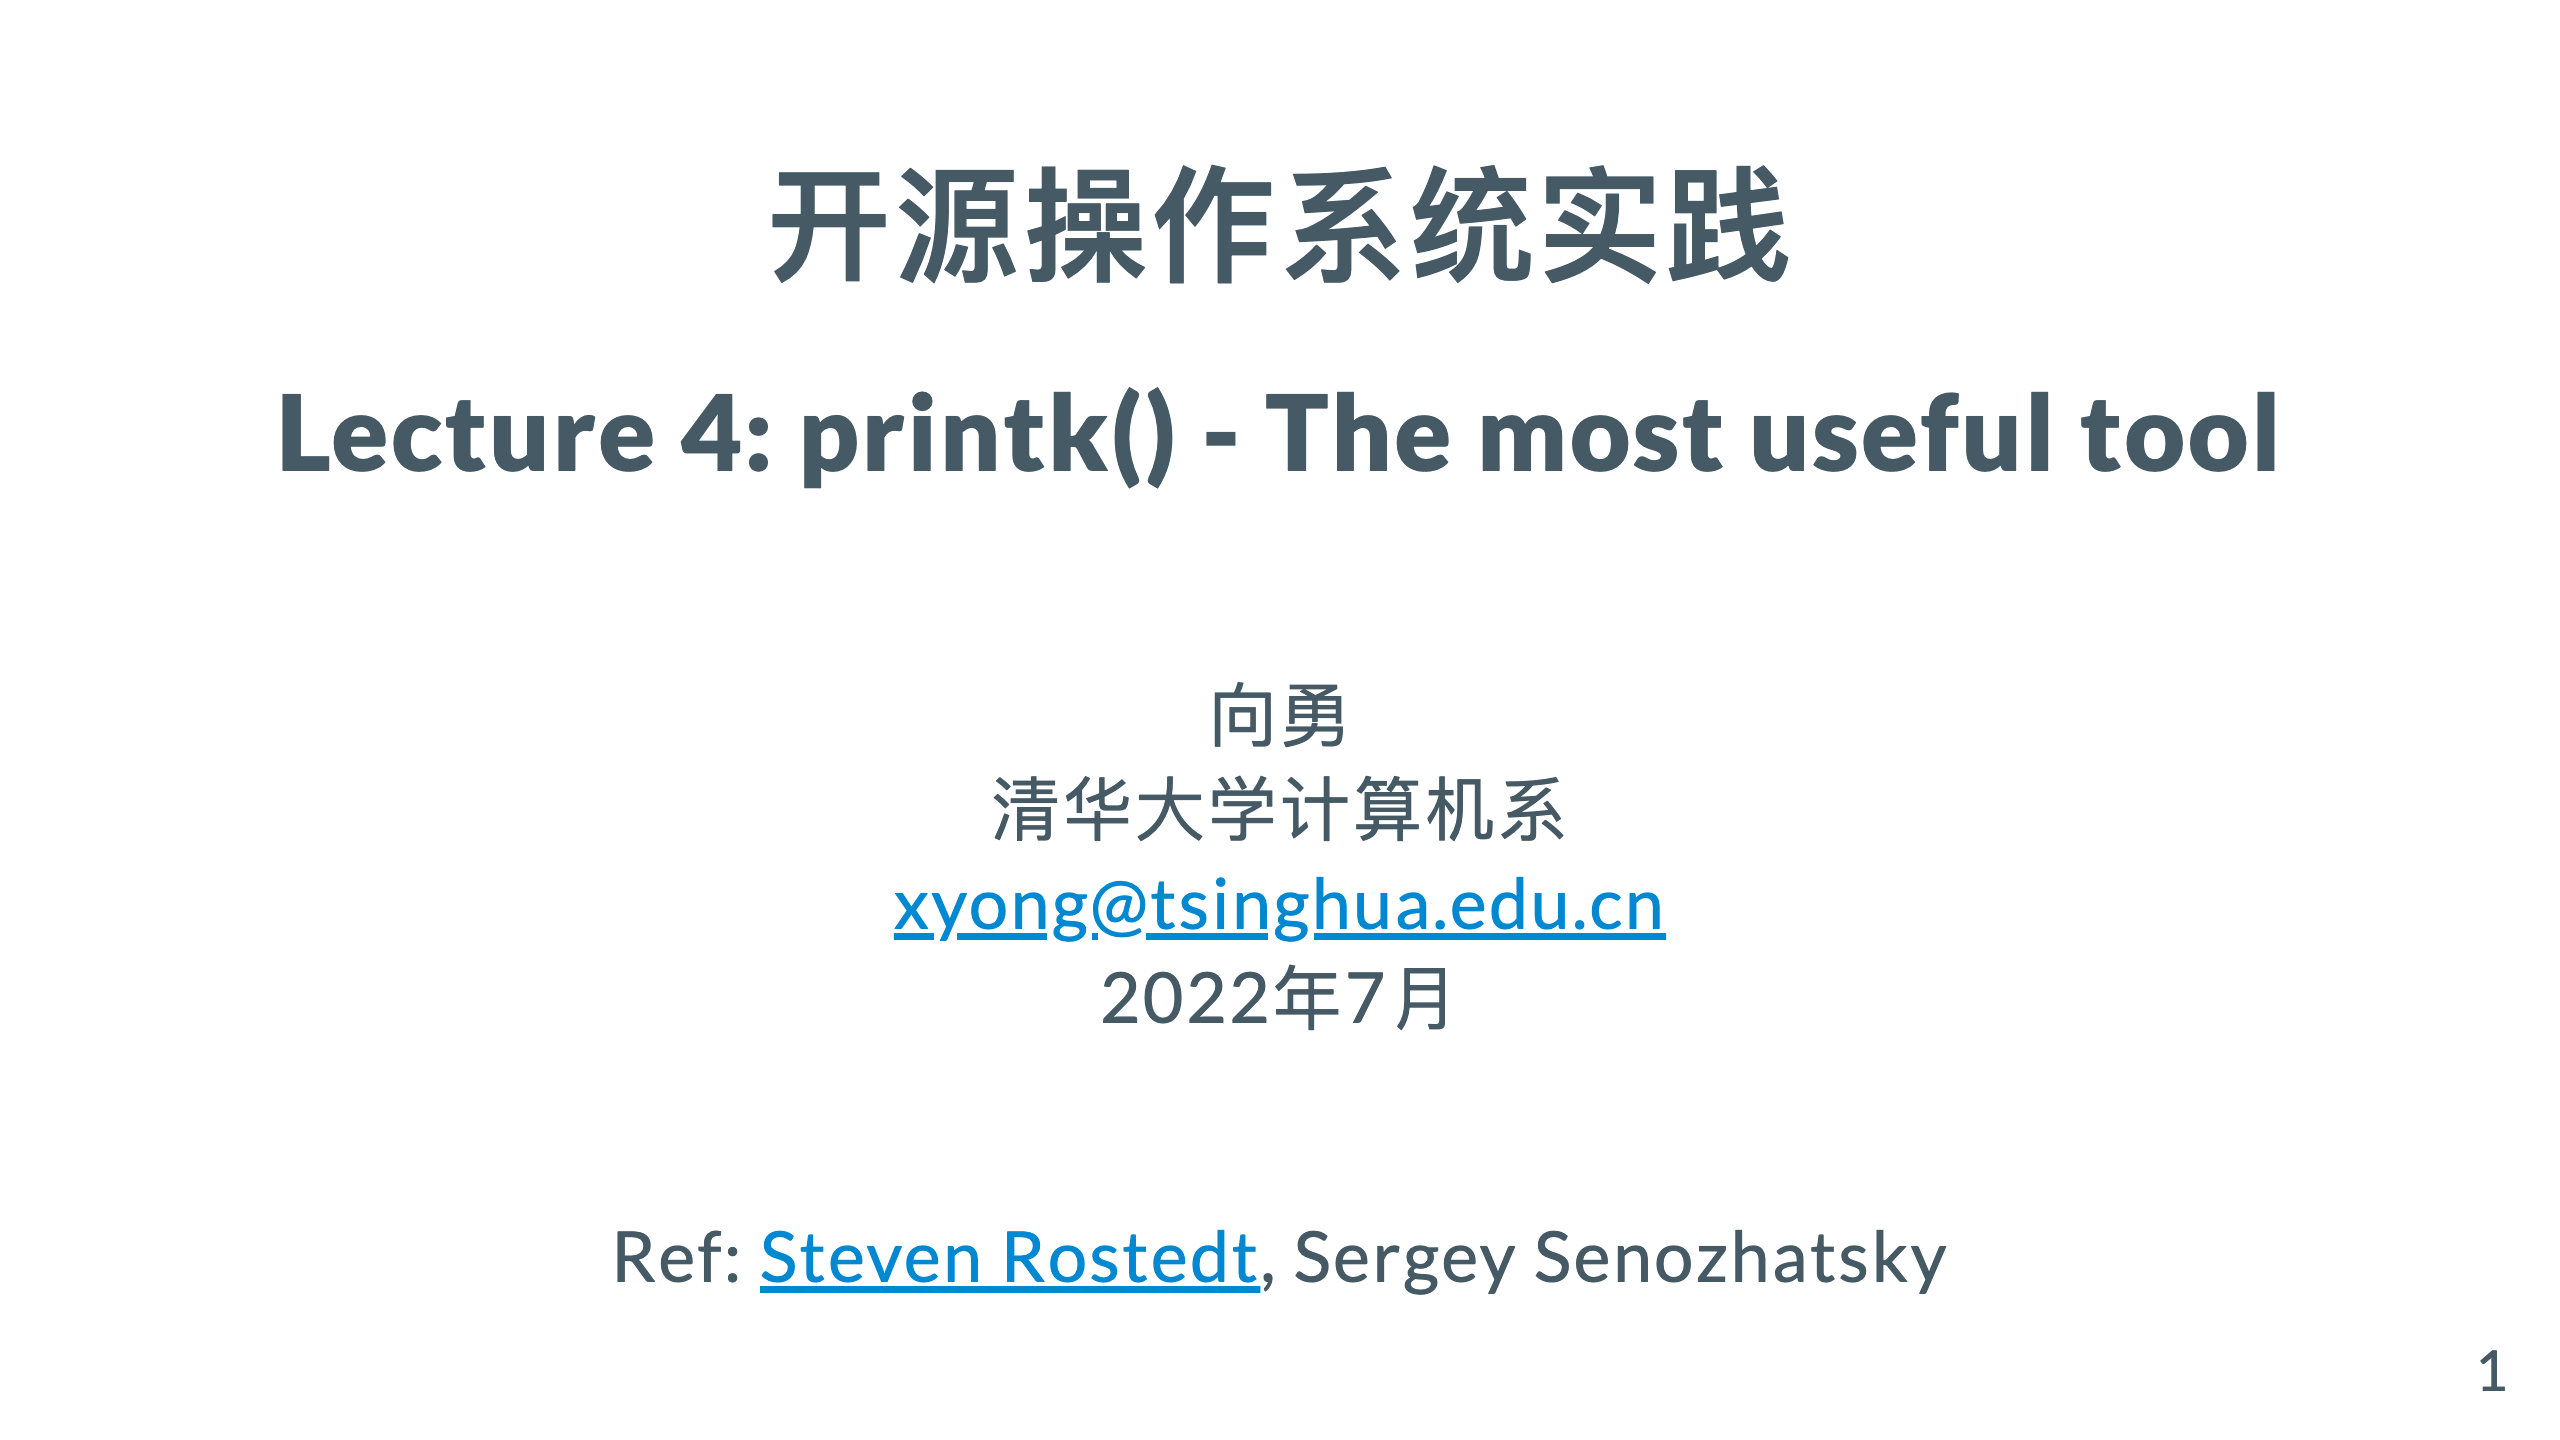 开源操作系统实践
Lecture 4: printk() - The most useful tool
向勇
清华大学计算机系
xyong@tsinghua.edu.cn
2022年7月
Ref: Steven Rostedt, Sergey Senozhatsky
1